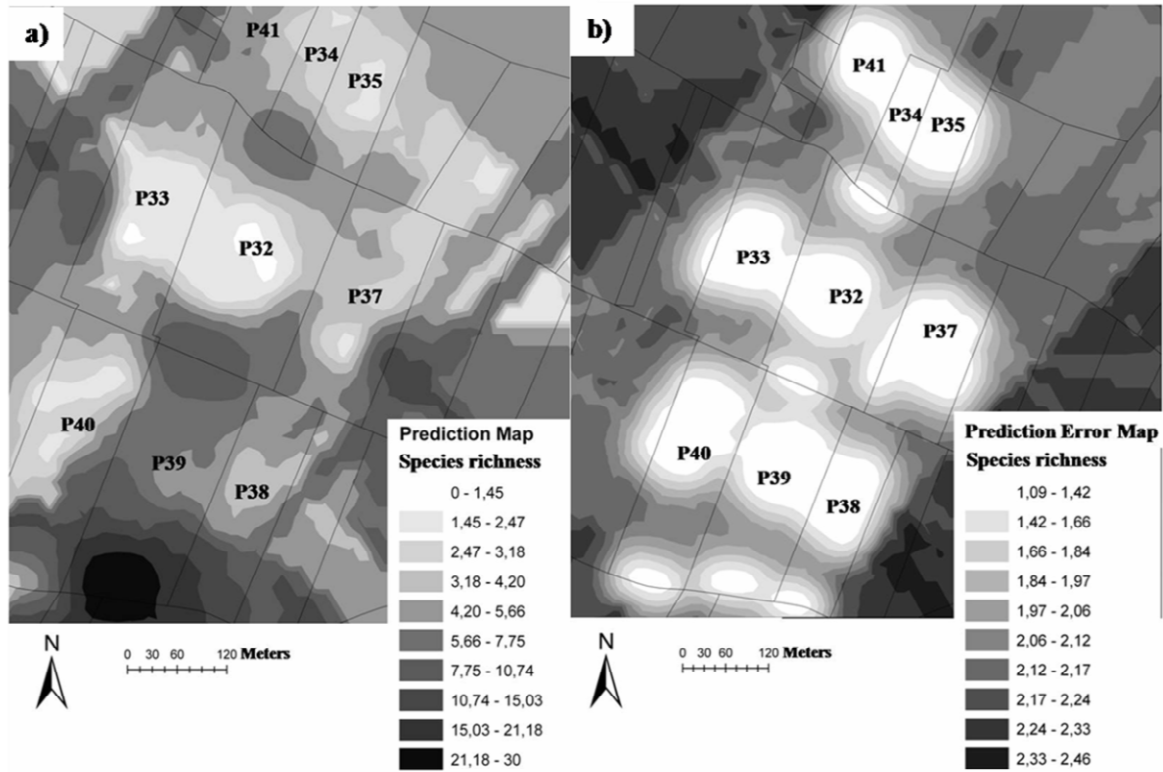 a)
P41
P34
P35
P33
P32
P37
P40
P39
P38
Prediction Map
Species richness
0 - 1,45
1,45 - 2,47
2,47 - 3,18
3,18 - 4,20
4,20 - 5,66
5,66 - 7,75
7,75 - 10,74
10,74 - 15,03
15,03 - 21,18
21,18 - 30
N
0 30 60 120 Meters
b)
P41
P34
P35
P33
P32
P37
P40
P39
P38
Prediction Error Map
Species richness
1,09 - 1,42
1,42 - 1,66
1,66 - 1,84
1,84 - 1,97
1,97 - 2,06
2,06 - 2,12
2,12 - 2,17
2,17 - 2,24
2,24 - 2,33
2,33 - 2,46
N
0 30 60 120 Meters